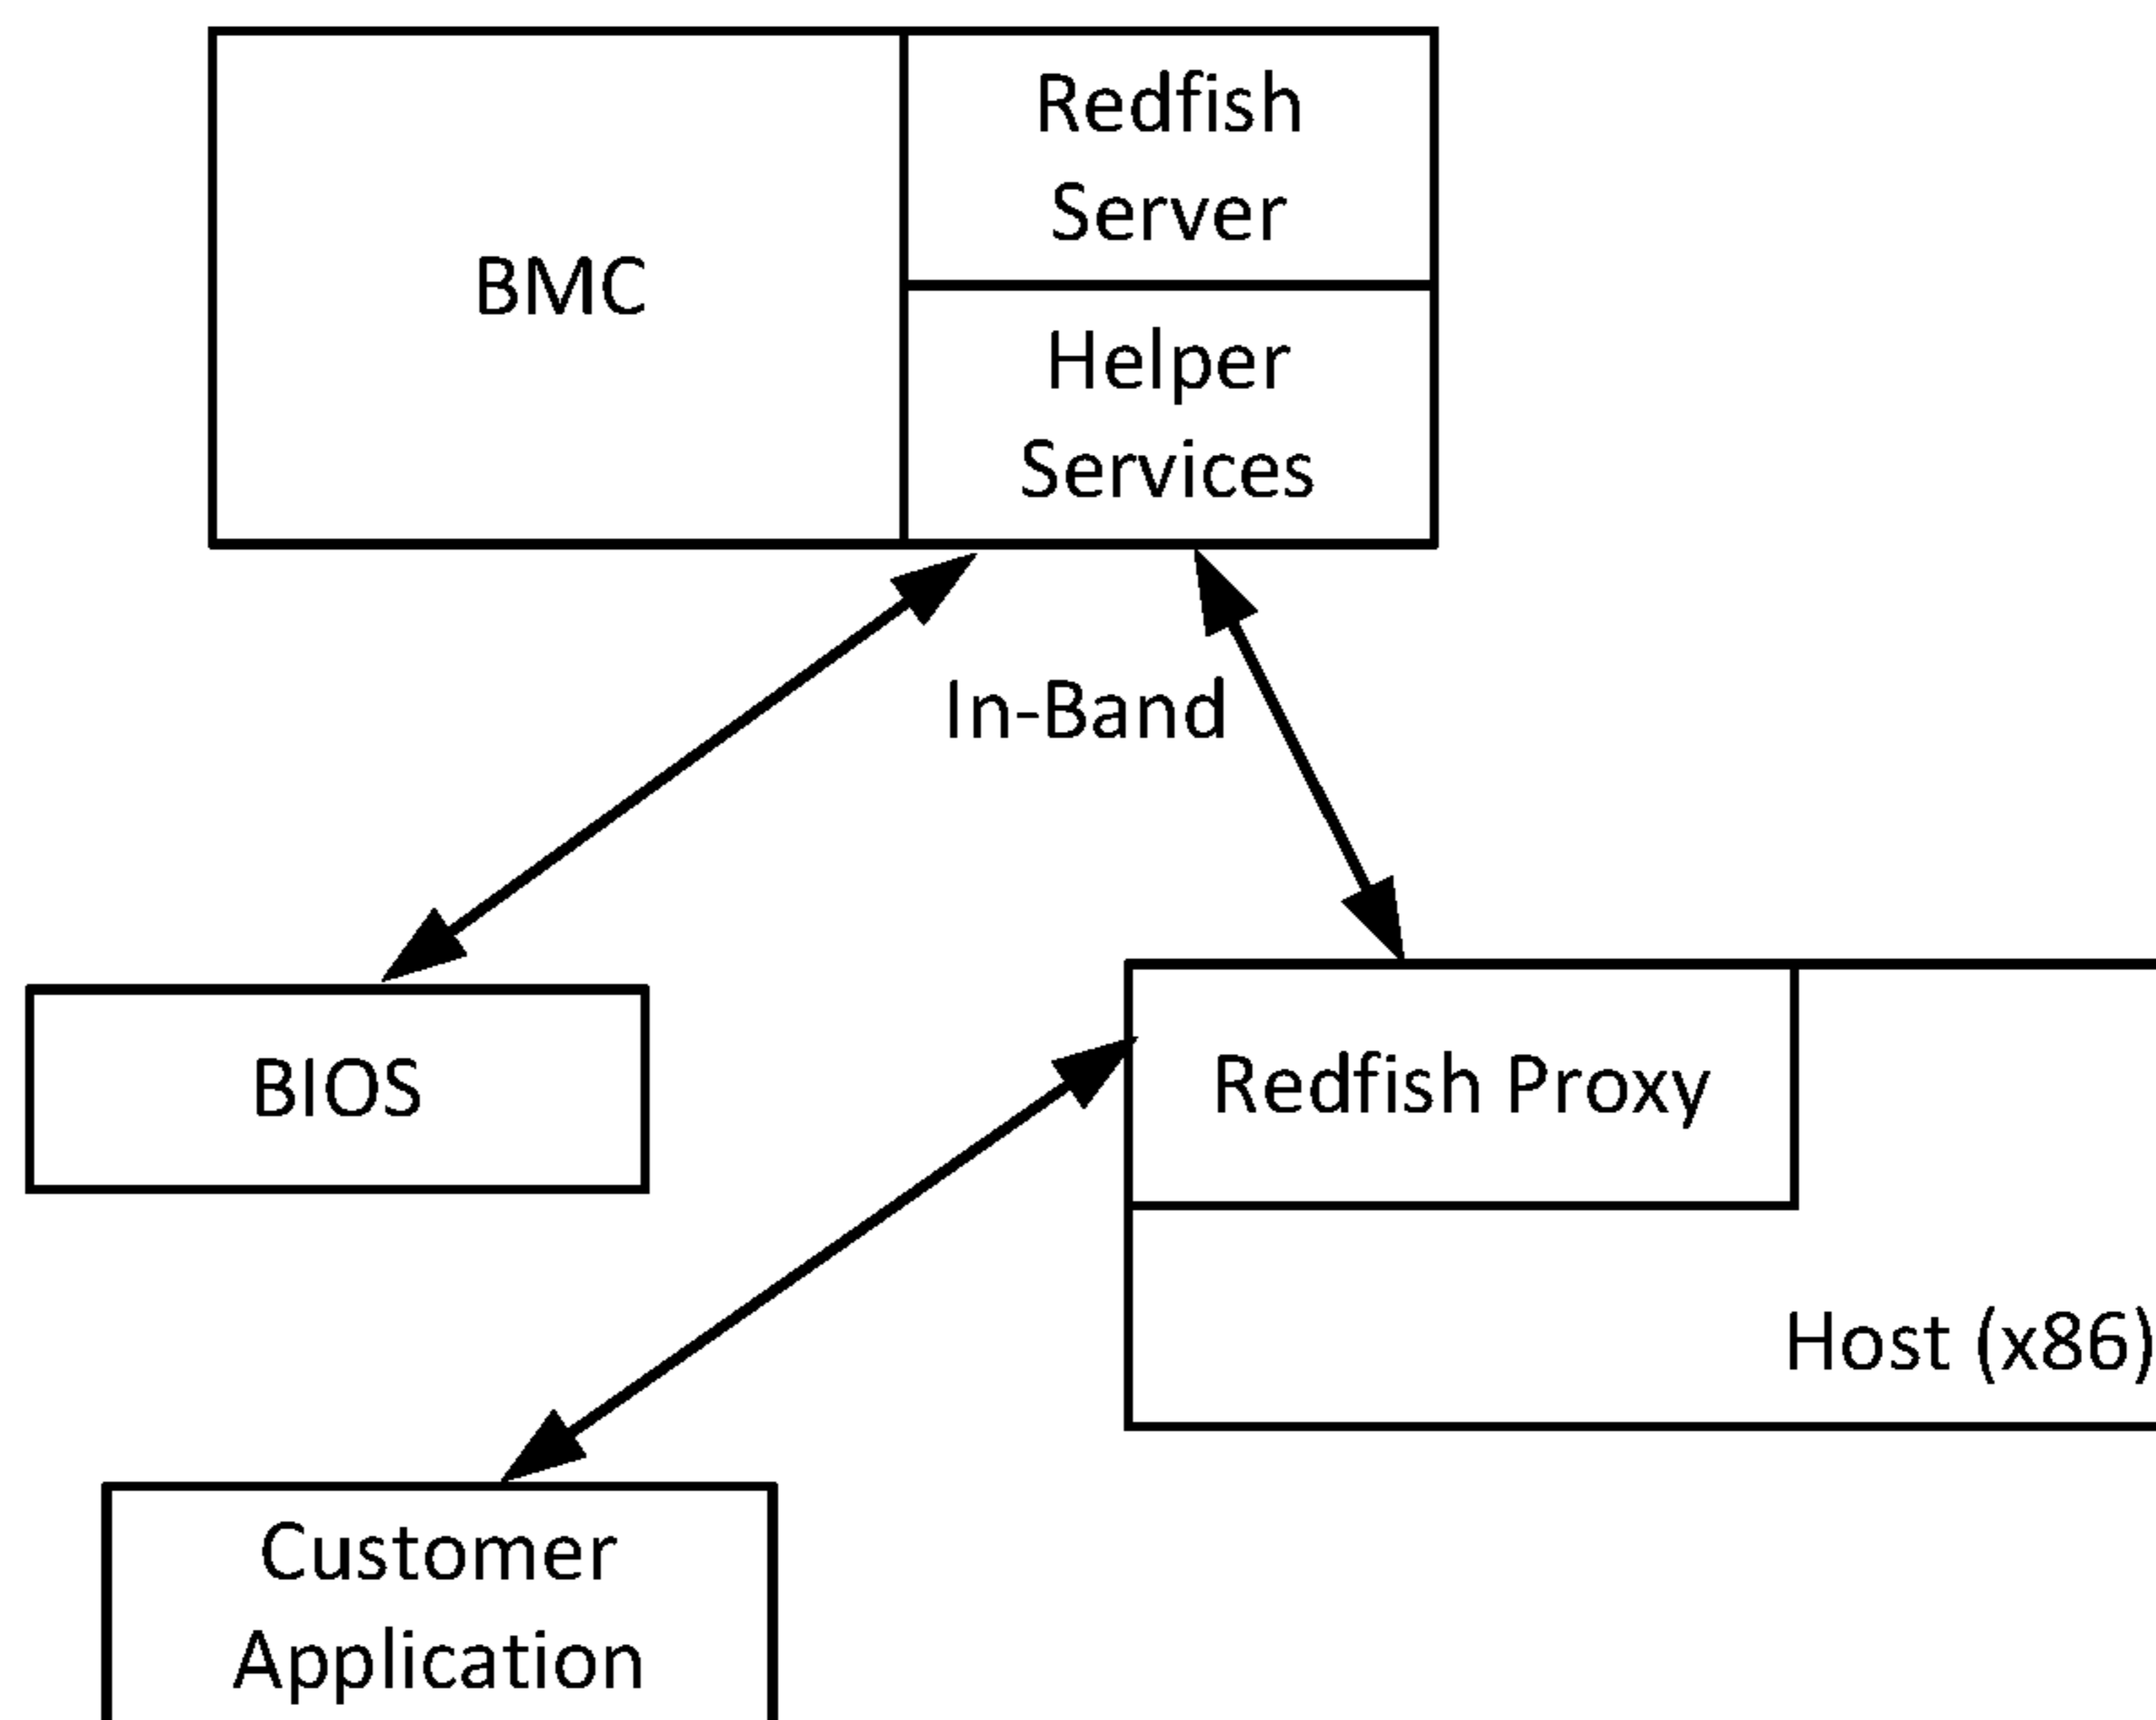 Redfish
Server
BMC
Helper
Services
In-Band
BIOS
Redfish Proxy
Host (x86)
Customer
Application